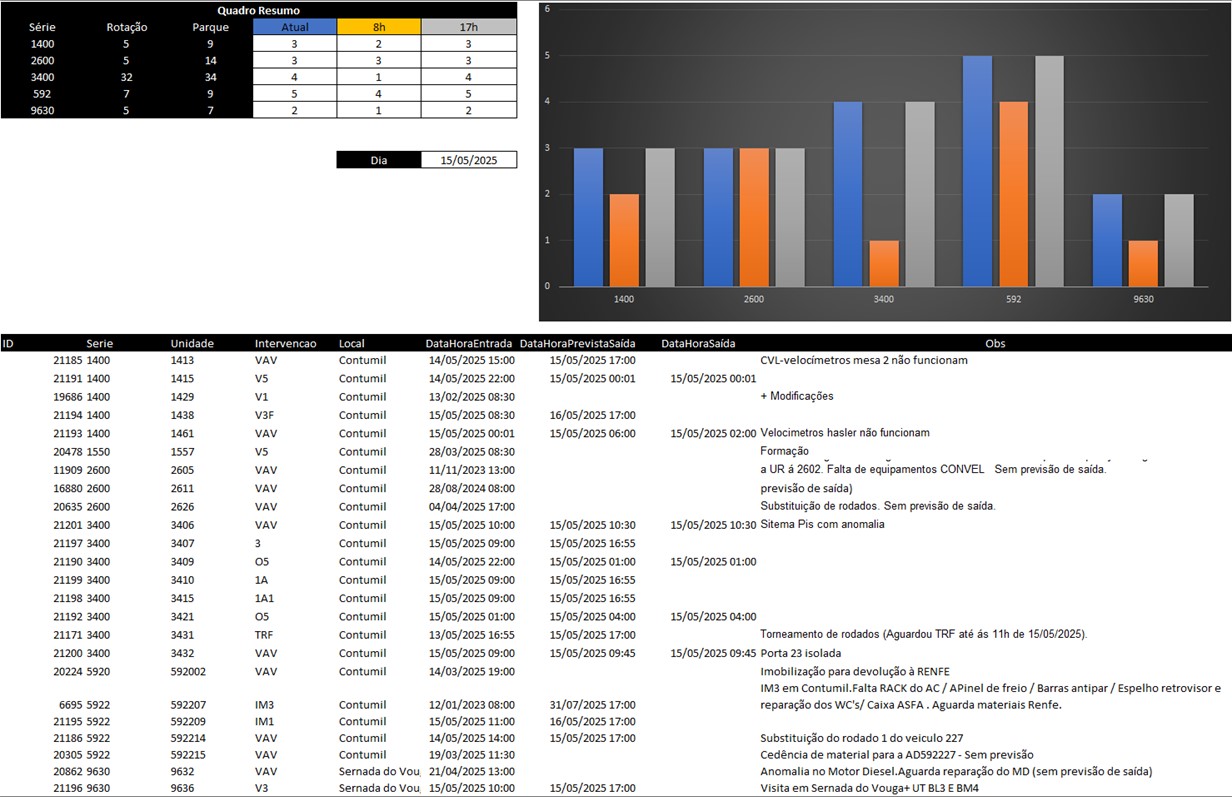 Quadro Resumo
Série Rotação Parque Atual 8h 17h
1400 5 9 3 2 3
2600 5 14 3 3 3
3400 32 34 4 1 4
592 7 9 5 4 5
9630 5 7 2 1 2
Dia 15/05/2025
6
5
4
3
2
1
0
1400 2600 3400 592 9630
ID Serie Unidade Intervencao Local DataHoraEntrada DataHoraPrevistaSaída DataHoraSaída Obs
21185 1400 1413 VAV Contumil 14/05/2025 15:00 15/05/2025 17:00 CVL-velocímetros mesa 2 não funcionam
21191 1400 1415 V5 Contumil 14/05/2025 22:00 15/05/2025 00:01 15/05/2025 00:01
19686 1400 1429 V1 Contumil 13/02/2025 08:30 + Modificações
21194 1400 1438 V3F Contumil 15/05/2025 08:30 16/05/2025 17:00
21193 1400 1461 VAV Contumil 15/05/2025 00:01 15/05/2025 06:00 15/05/2025 02:00 Velocimetros hasler não funcionam
20478 1550 1557 V5 Contumil 28/03/2025 08:30 Formação
11909 2600 2605 VAV Contumil 11/11/2023 13:00 a UR á 2602. Falta de equipamentos CONVEL Sem previsão de saída.
16880 2600 2611 VAV Contumil 28/08/2024 08:00 previsão de saída)
20635 2600 2626 VAV Contumil 04/04/2025 17:00 Substituição de rodados. Sem previsão de saída.
21201 3400 3406 VAV Contumil 15/05/2025 10:00 15/05/2025 10:30 15/05/2025 10:30 Sitema Pis com anomalia
21197 3400 3407 3 Contumil 15/05/2025 09:00 15/05/2025 16:55
21190 3400 3409 O5 Contumil 14/05/2025 22:00 15/05/2025 01:00 15/05/2025 01:00
21199 3400 3410 1A Contumil 15/05/2025 09:00 15/05/2025 16:55
21198 3400 3415 1A1 Contumil 15/05/2025 09:00 15/05/2025 16:55
21192 3400 3421 O5 Contumil 15/05/2025 01:00 15/05/2025 04:00 15/05/2025 04:00
21171 3400 3431 TRF Contumil 13/05/2025 16:55 15/05/2025 17:00 Torneamento de rodados (Aguardou TRF até ás 11h de 15/05/2025).
21200 3400 3432 VAV Contumil 15/05/2025 09:00 15/05/2025 09:45 15/05/2025 09:45 Porta 23 isolada
20224 5920 592002 VAV Contumil 14/03/2025 19:00 Imobilização para devolução à RENFE
IM3 em Contumil.Falta RACK do AC / APinel de freio / Barras antipar / Espelho retrovisor e
6695 5922 592207 IM3 Contumil 12/01/2023 08:00 31/07/2025 17:00 reparação dos WC's/ Caixa ASFA . Aguarda materiais Renfe.
21195 5922 592209 IM1 Contumil 15/05/2025 11:00 16/05/2025 17:00
21186 5922 592214 VAV Contumil 14/05/2025 14:00 15/05/2025 17:00 Substituição do rodado 1 do veiculo 227
20305 5922 592215 VAV Contumil 19/03/2025 11:30 Cedência de material para a AD592227 - Sem previsão
20862 9630 9632 VAV Sernada do Vou 21/04/2025 13:00 Anomalia no Motor Diesel.Aguarda reparação do MD (sem previsão de saída)
21196 9630 9636 V3 Sernada do Vou 15/05/2025 10:00 15/05/2025 17:00 Visita em Sernada do Vouga+ UT BL3 E BM4